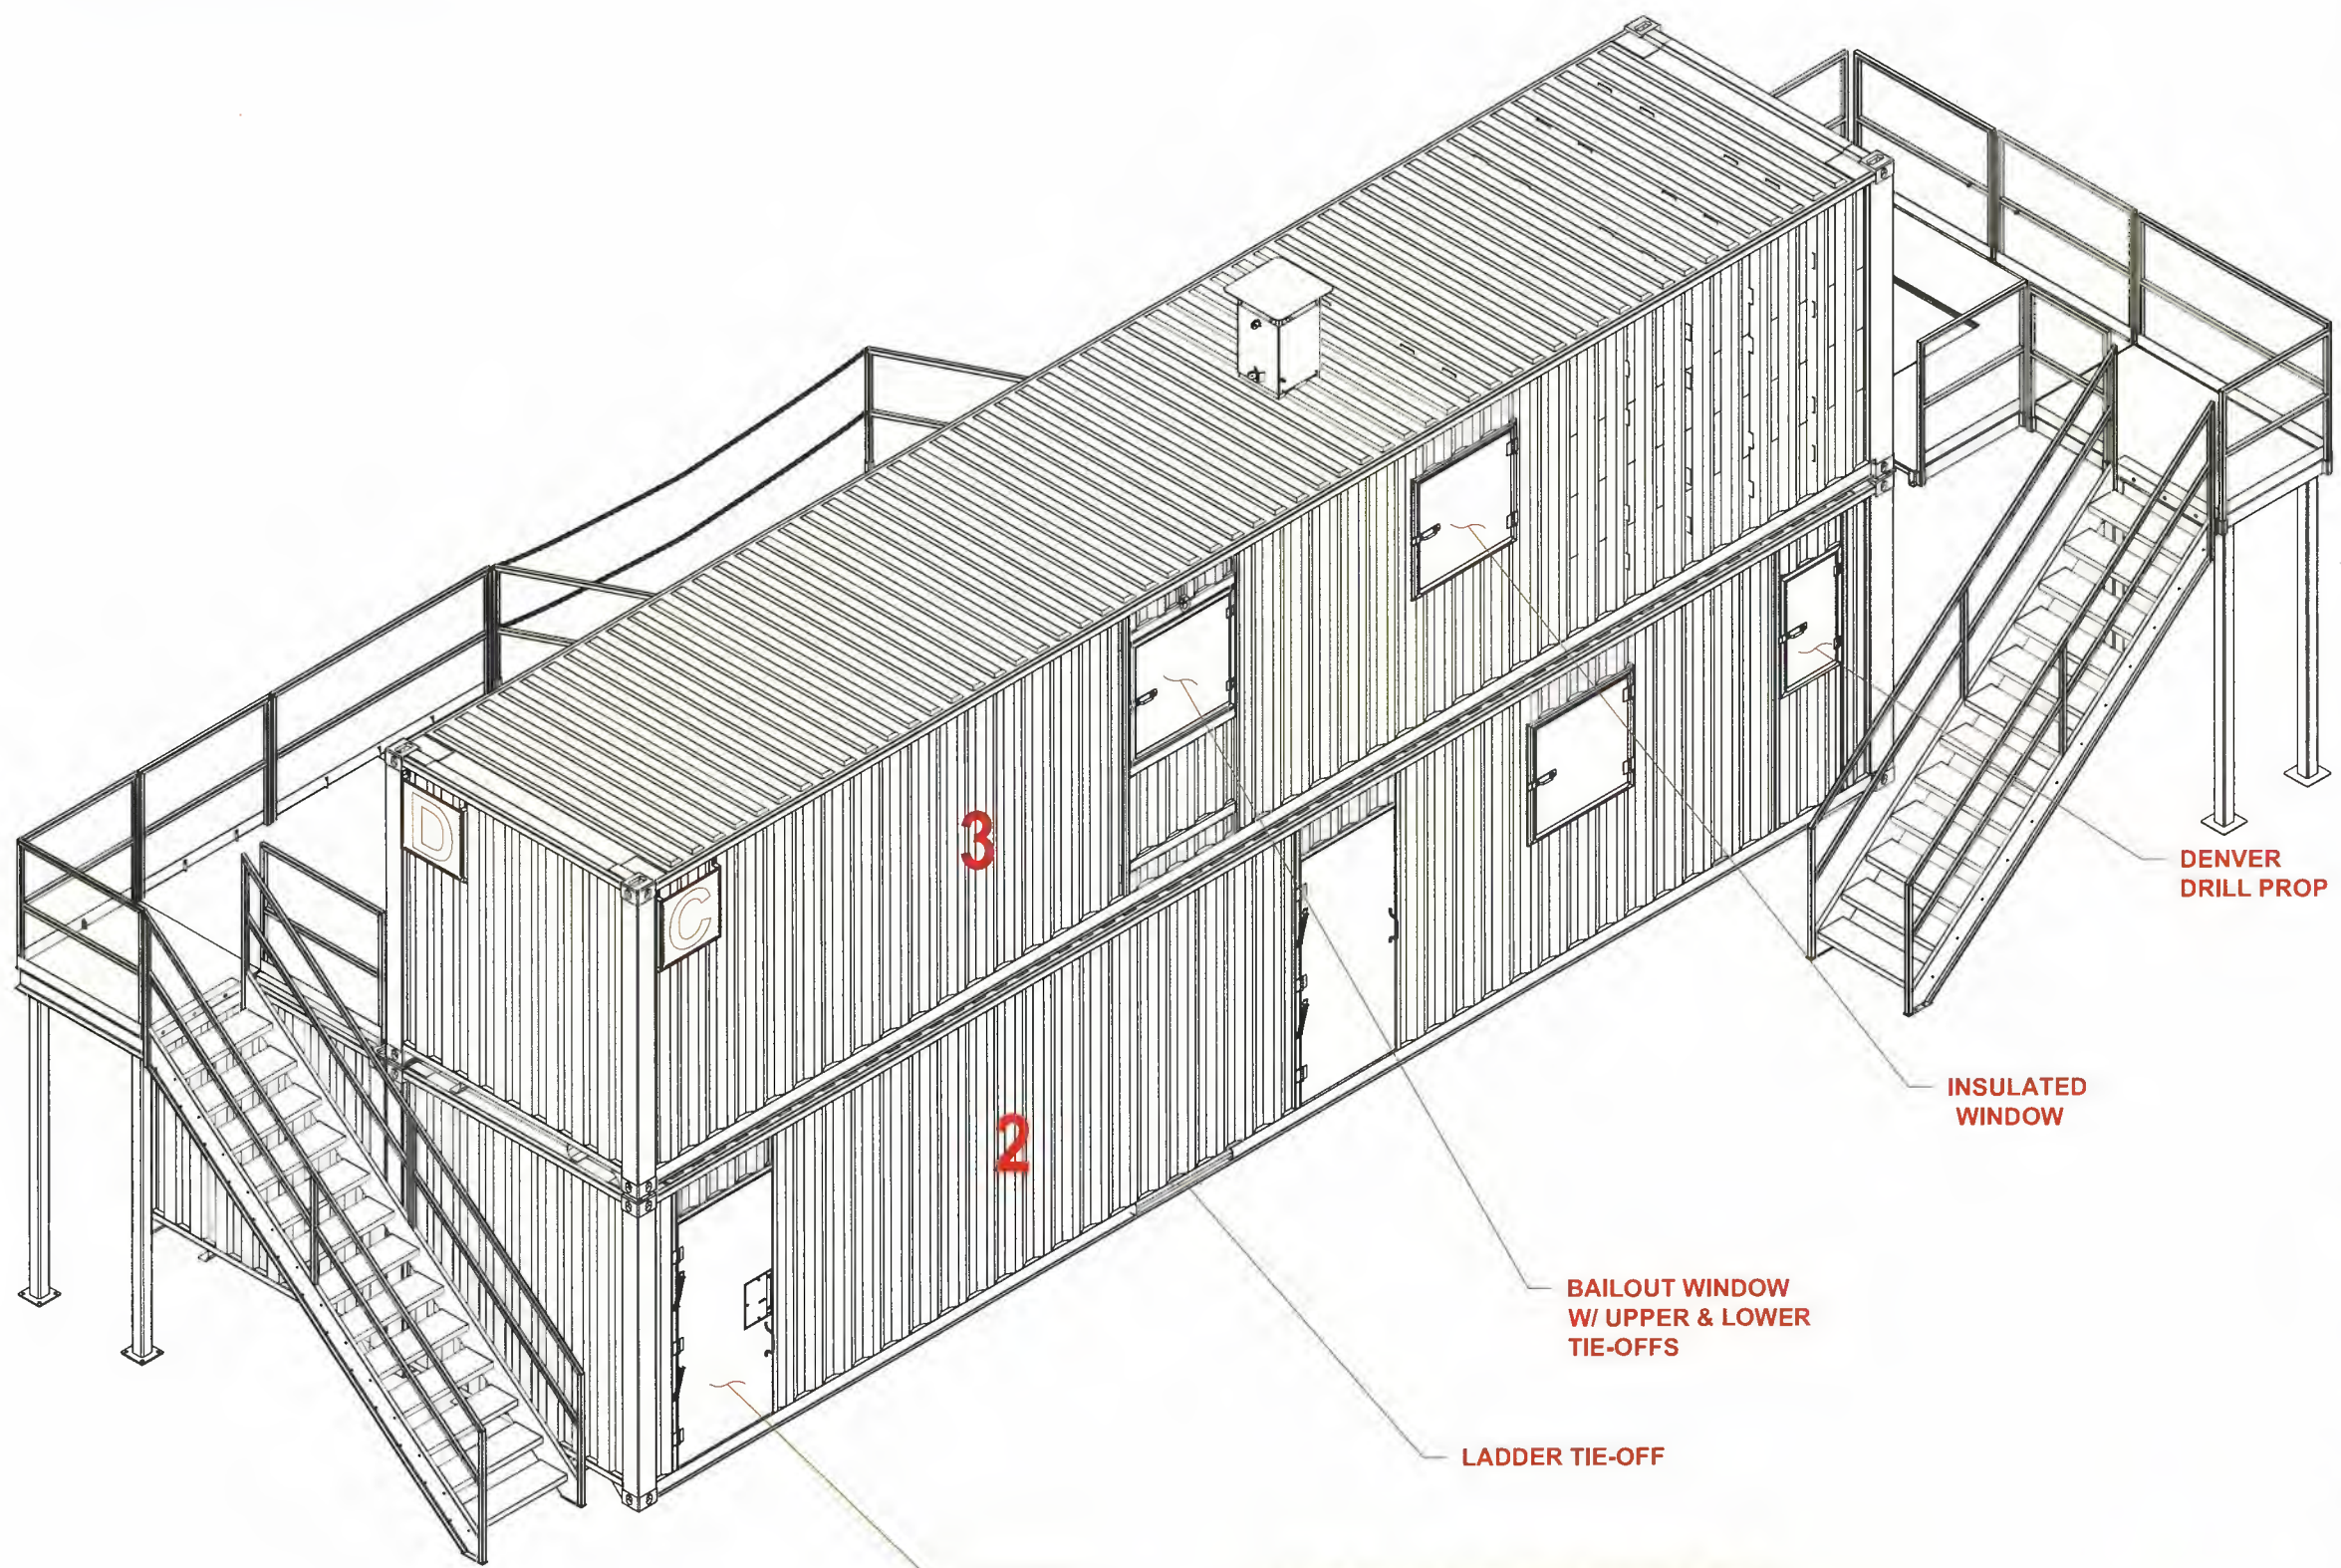 D
C
3
2
DENVER
DRILL PROP
INSULATED
WINDOW
BAILOUT WINDOW
W/ UPPER & LOWER
TIE-OFFS
LADDER TIE-OFF